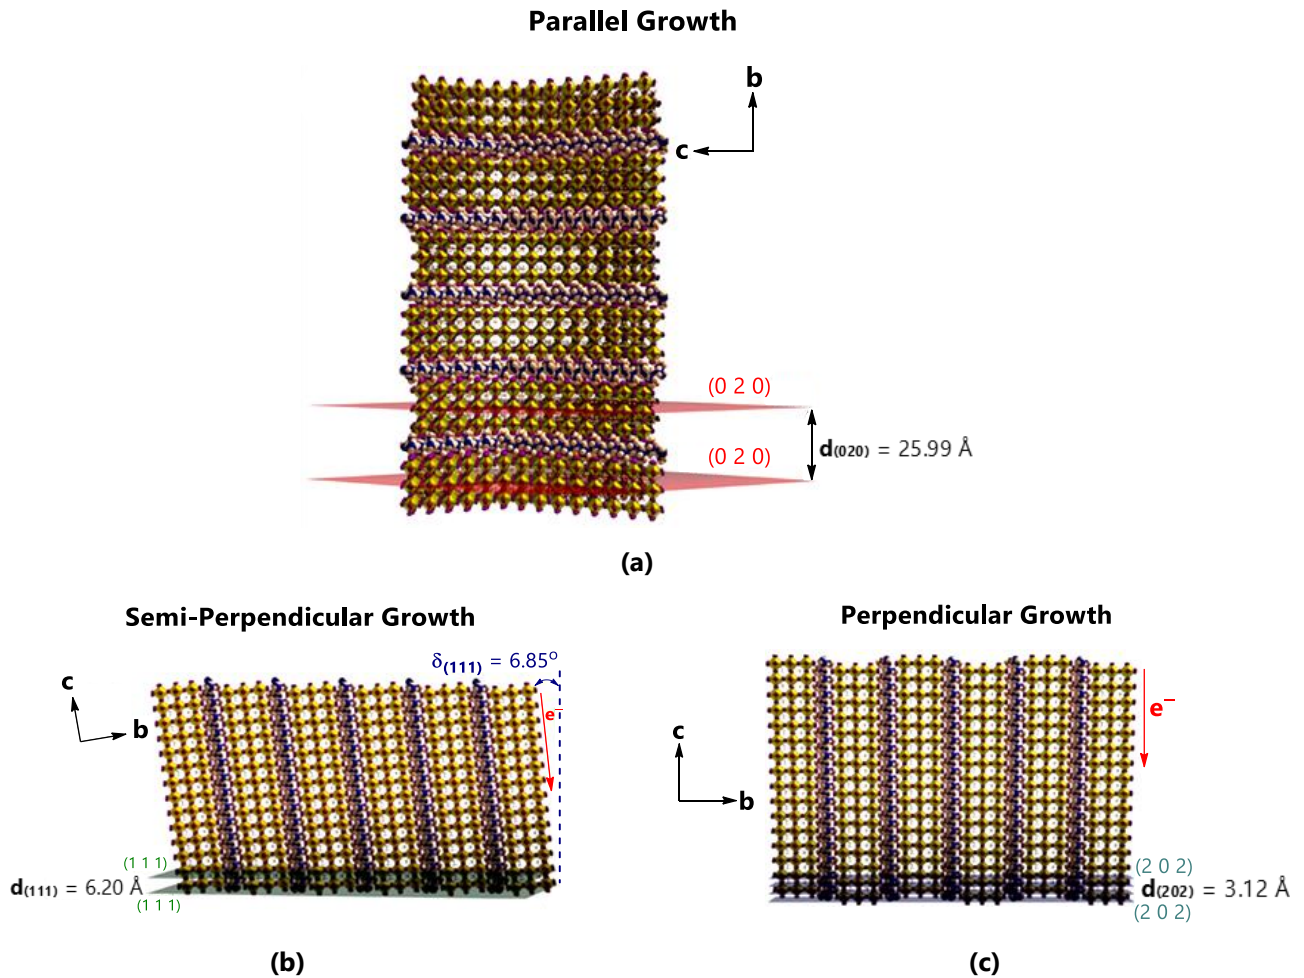 Parallel Growth
b
c
(0 2 0)
d(020) = 25.99 Å
(0 2 0)
(a)
Semi-Perpendicular Growth
δ(111) = 6.85°
c
b
e⁻
(1 1 1)
d(111) = 6.20 Å
(1 1 1)
(b)
Perpendicular Growth
e⁻
c
b
(2 0 2)
d(202) = 3.12 Å
(2 0 2)
(c)